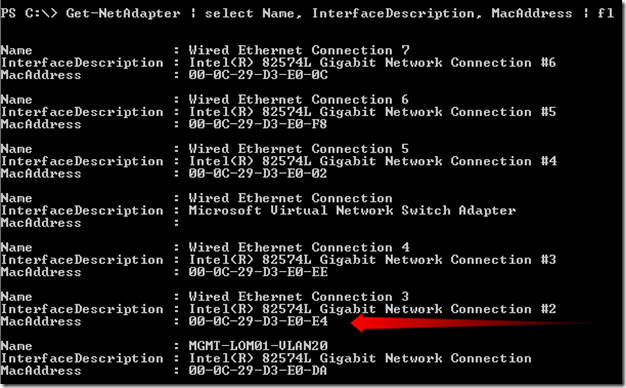 PS C:\> Get-NetAdapter | select Name, InterfaceDescription, MacAddress | fl
Name : Wired Ethernet Connection 7
InterfaceDescription : Intel(R) 82574L Gigabit Network Connection #6
MacAddress : 00-0C-29-D3-E0-0C
Name : Wired Ethernet Connection 6
InterfaceDescription : Intel(R) 82574L Gigabit Network Connection #5
MacAddress : 00-0C-29-D3-E0-F8
Name : Wired Ethernet Connection 5
InterfaceDescription : Intel(R) 82574L Gigabit Network Connection #4
MacAddress : 00-0C-29-D3-E0-02
Name : Wired Ethernet Connection
InterfaceDescription : Microsoft Virtual Network Switch Adapter
MacAddress :
Name : Wired Ethernet Connection 4
InterfaceDescription : Intel(R) 82574L Gigabit Network Connection #3
MacAddress : 00-0C-29-D3-E0-EE
Name : Wired Ethernet Connection 3
InterfaceDescription : Intel(R) 82574L Gigabit Network Connection #2
MacAddress : 00-0C-29-D3-E0-E4
Name : MGMT-LOM01-VLAN20
InterfaceDescription : Intel(R) 82574L Gigabit Network Connection
MacAddress : 00-0C-29-D3-E0-DA